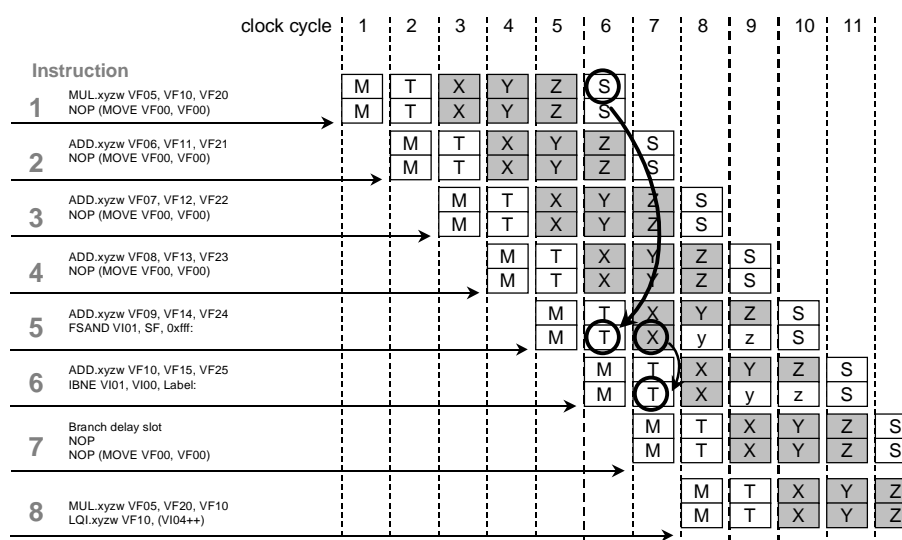 clock cycle 1 2 3 4 5 6 7 8 9 10 11
Instruction
1 MUL.xyzw VF05, VF10, VF20 M T X Y Z S
NOP (MOVE VF00, VF00) M T X Y Z S
2 ADD.xyzw VF06, VF11, VF21 M T X Y Z S
NOP (MOVE VF00, VF00) M T X Y Z S
3 ADD.xyzw VF07, VF12, VF22 M T X Y Z S
NOP (MOVE VF00, VF00) M T X Y Z S
4 ADD.xyzw VF08, VF13, VF23 M T X Y Z S
NOP (MOVE VF00, VF00) M T X Y Z S
5 ADD.xyzw VF09, VF14, VF24 M T X Y Z S
FSAND VI01, SF, 0xfff: M T X y z S
6 ADD.xyzw VF10, VF15, VF25 M T X Y Z S
IBNE VI01, VI00, Label: M T X y z S
7 Branch delay slot
NOP M T X Y Z S
NOP (MOVE VF00, VF00) M T X Y Z S
8 MUL.xyzw VF05, VF20, VF10 M T X Y Z
LQI.xyzw VF10, (VI04++) M T X Y Z